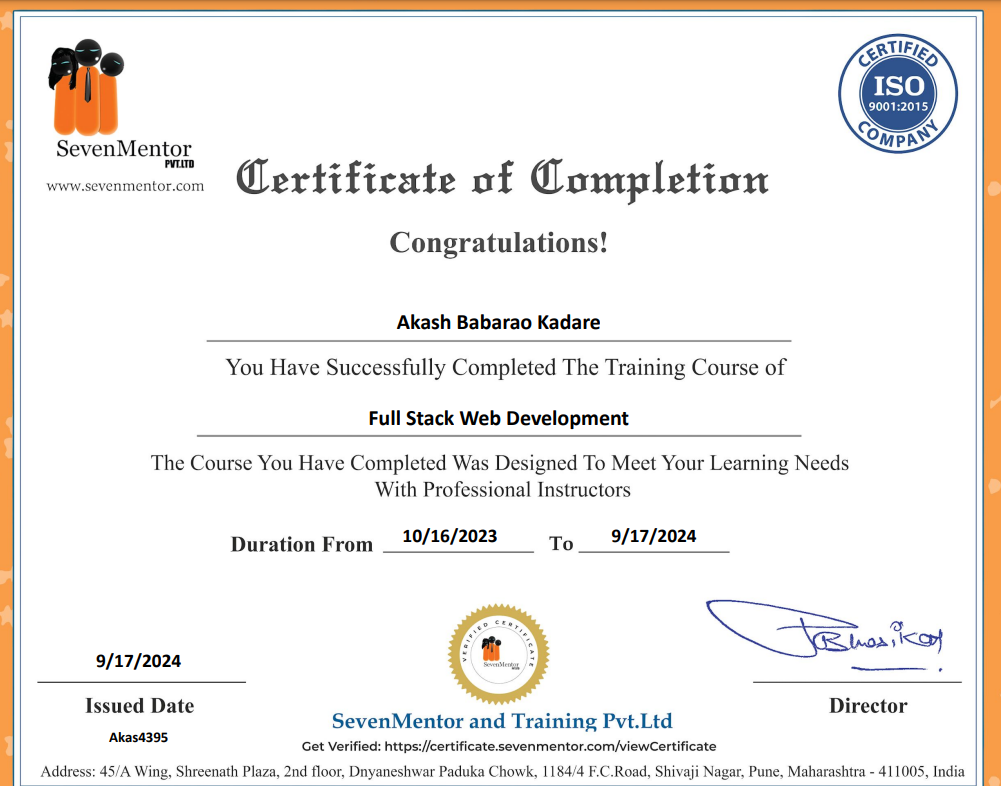 SevenMentor
PVT.LTD
www.sevenmentor.com
CERTIFIED
ISO
9001:2015
COMPANY
Certificate of Completion
Congratulations!
Akash Babarao Kadare
You Have Successfully Completed The Training Course of
Full Stack Web Development
The Course You Have Completed Was Designed To Meet Your Learning Needs
With Professional Instructors
Duration From 10/16/2023 To 9/17/2024
9/17/2024
Issued Date
Akas4395
VERIFIED CERTIFICATE
SevenMentor
Director
SevenMentor and Training Pvt.Ltd
Get Verified: https://certificate.sevenmentor.com/viewCertificate
Address: 45/A Wing, Shreenath Plaza, 2nd floor, Dnyaneshwar Paduka Chowk, 1184/4 F.C.Road, Shivaji Nagar, Pune, Maharashtra - 411005, India